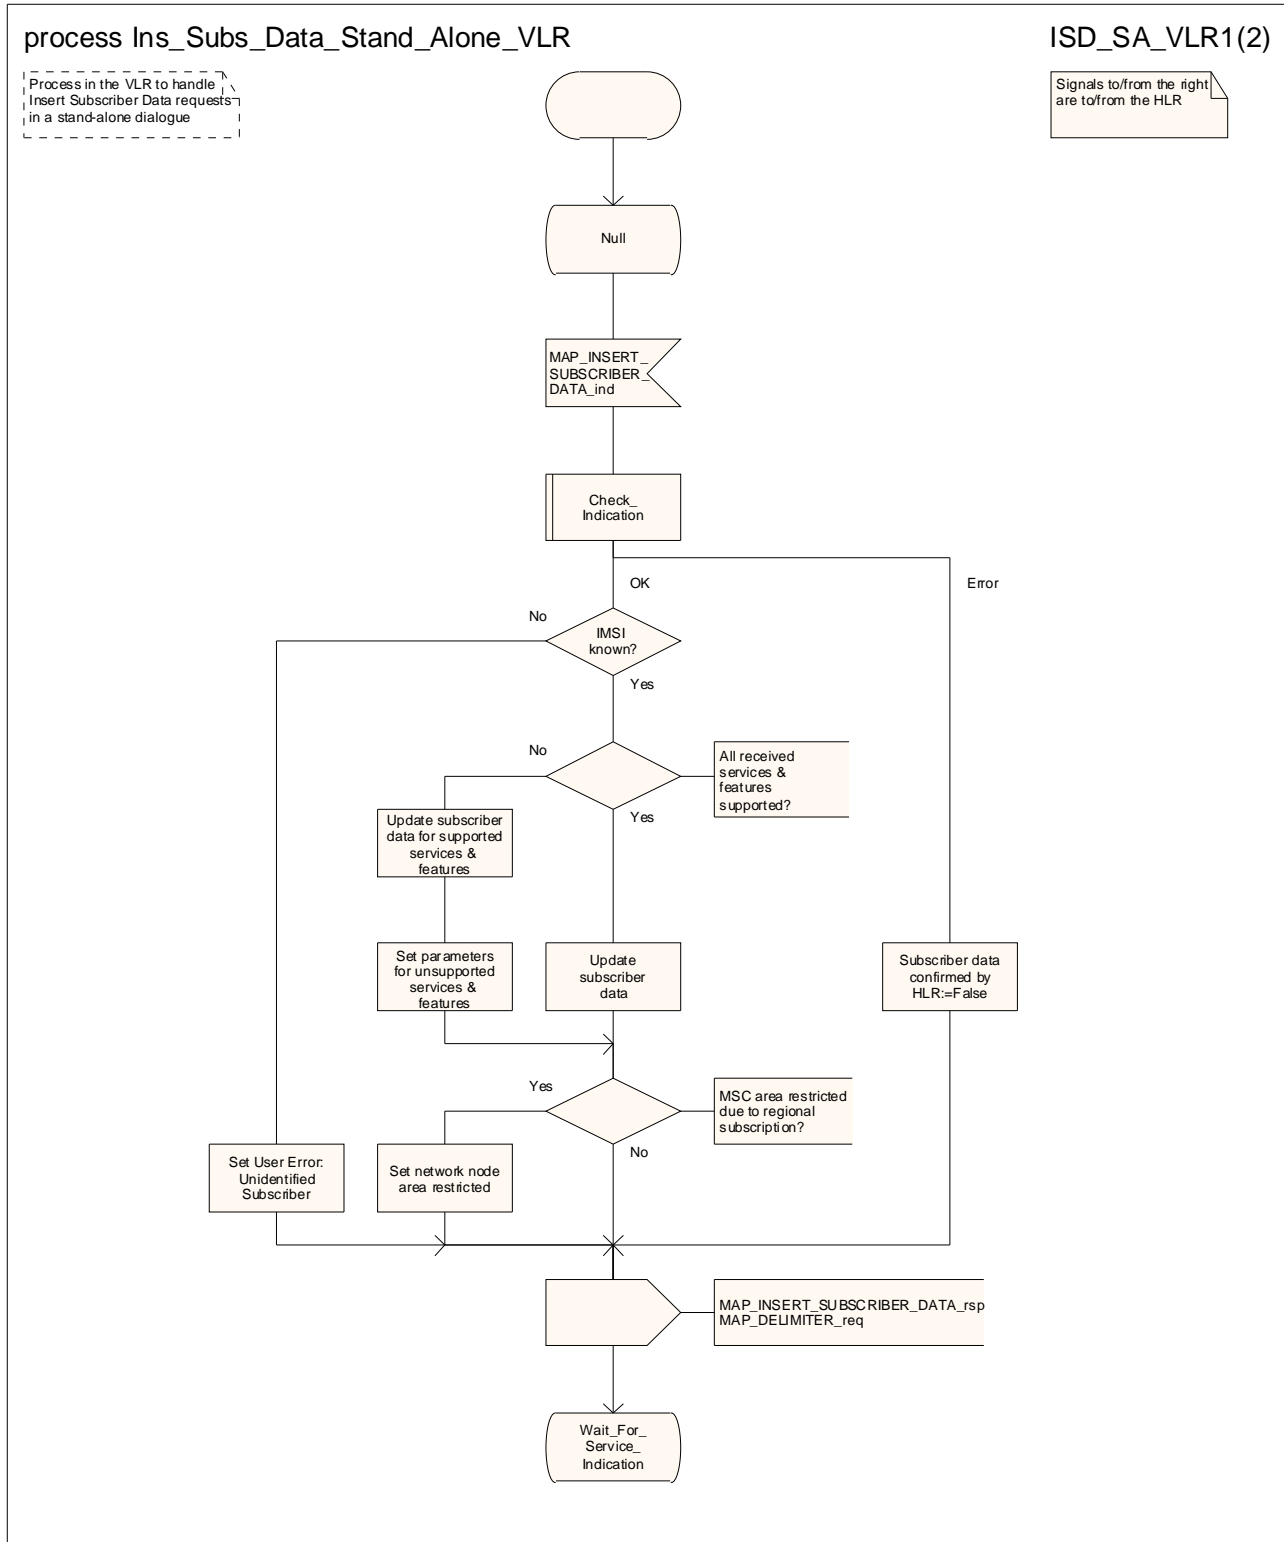 process Ins_Subs_Data_Stand_Alone_VLR
ISD_SA_VLR1(2)
Process in the VLR to handle
Insert Subscriber Data requests
in a stand-alone dialogue
Signals to/from the right
are to/from the HLR
Null
MAP_INSERT_
SUBSCRIBER_
DATA_ind
Check_
Indication
OK
Error
No
IMSI
known?
Yes
No
All received
services &
features
supported?
Yes
Update subscriber
data for supported
services &
features
Set parameters
for unsupported
services &
features
Update
subscriber
data
Subscriber data
confirmed by
HLR:=False
Yes
MSC area restricted
due to regional
subscription?
No
Set User Error:
Unidentified
Subscriber
Set network node
area restricted
MAP_INSERT_SUBSCRIBER_DATA_rsp
MAP_DELIMITER_req
Wait_For_
Service_
Indication